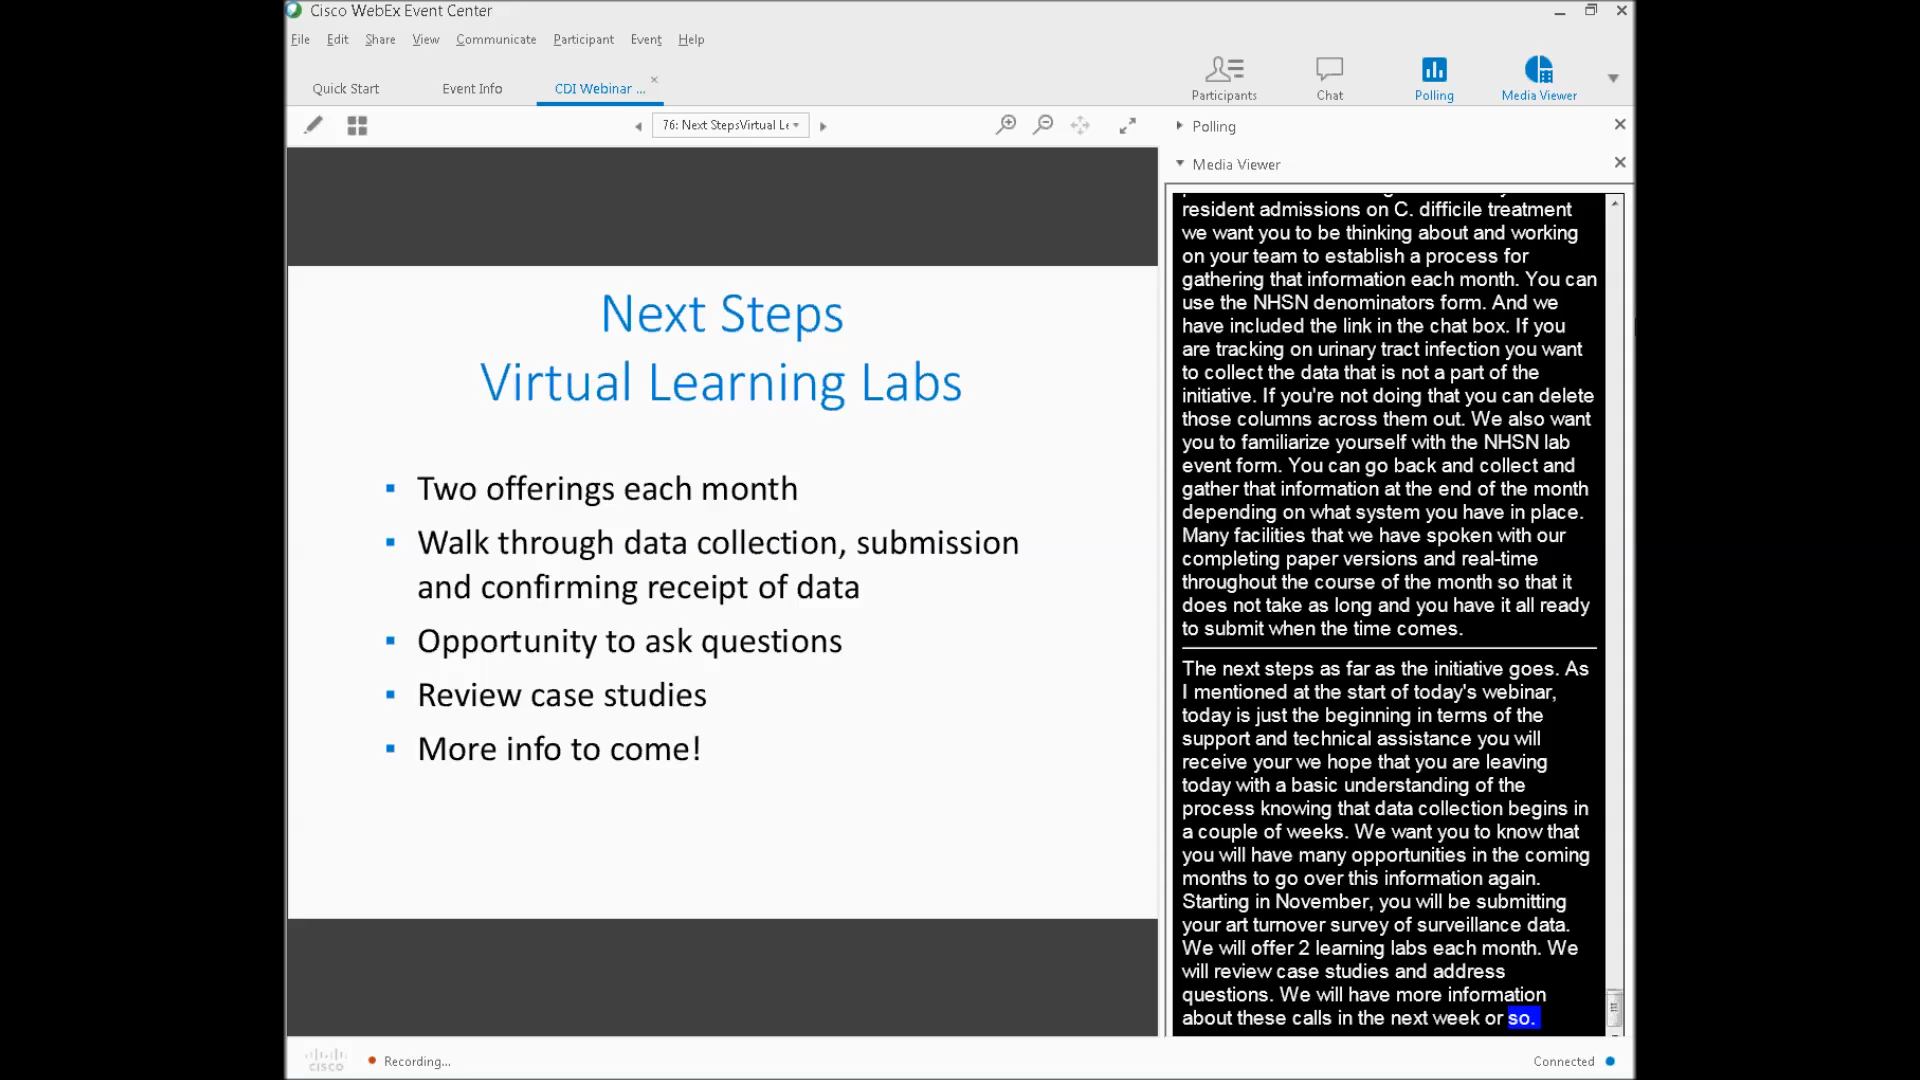 Cisco WebEx Event Center
File Edit Share View Communicate Participant Event Help
Quick Start Event Info CDI Webinar ...
Participants Chat Polling Media Viewer
76: Next StepsVirtual Le
Next Steps
Virtual Learning Labs
Two offerings each month
Walk through data collection, submission
and confirming receipt of data
Opportunity to ask questions
Review case studies
More info to come!
Polling
Media Viewer
resident admissions on C. difficile treatment
we want you to be thinking about and working
on your team to establish a process for
gathering that information each month. You can
use the NHSN denominators form. And we
have included the link in the chat box. If you
are tracking on urinary tract infection you want
to collect the data that is not a part of the
initiative. If you're not doing that you can delete
those columns across them out. We also want
you to familiarize yourself with the NHSN lab
event form. You can go back and collect and
gather that information at the end of the month
depending on what system you have in place.
Many facilities that we have spoken with our
completing paper versions and real-time
throughout the course of the month so that it
does not take as long and you have it all ready
to submit when the time comes.
The next steps as far as the initiative goes. As
I mentioned at the start of today's webinar,
today is just the beginning in terms of the
support and technical assistance you will
receive your we hope that you are leaving
today with a basic understanding of the
process knowing that data collection begins in
a couple of weeks. We want you to know that
you will have many opportunities in the coming
months to go over this information again.
Starting in November, you will be submitting
your art turnover survey of surveillance data.
We will offer 2 learning labs each month. We
will review case studies and address
questions. We will have more information
about these calls in the next week or so.
cisco Recording...
Connected